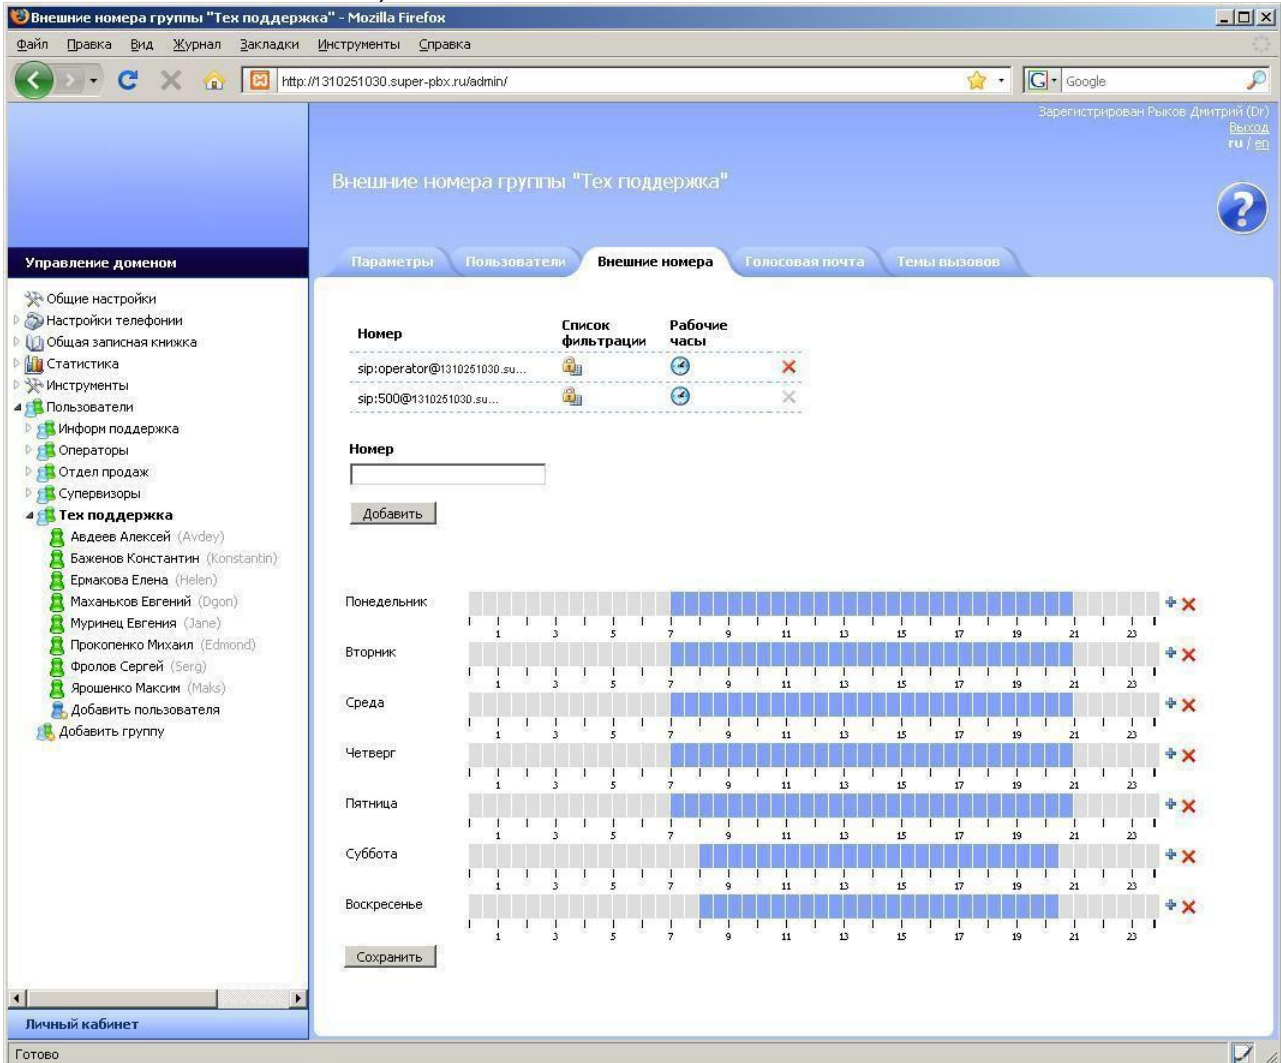 Внешние номера группы "Тех поддержка" - Mozilla Firefox
Файл Правка Вид Журнал Закладки Инструменты Справка
http://1310251030.super-pbx.ru/admin/
Google
Зарегистрирован Рыков Дмитрий (Dr)
Выход
ru / en
Внешние номера группы "Тех поддержка"
Управление доменом
Параметры Пользователи Внешние номера Голосовая почта Темы вызовов
Общие настройки
Настройки телефонии
Общая записная книжка
Статистика
Инструменты
Пользователи
Информ поддержка
Операторы
Отдел продаж
Супервизоры
Тех поддержка
Авдеев Алексей (Avdey)
Баженов Константин (Konstantin)
Ермакова Елена (Helen)
Маханьков Евгений (Dgon)
Муринец Евгения (Jane)
Прокопенко Михаил (Edmond)
Фролов Сергей (Serg)
Ярошенко Максим (Maks)
Добавить пользователя
Добавить группу
Номер Список фильтрации Рабочие часы
sip:operator@1310251030.su...
sip:500@1310251030.su...
Номер
Добавить
Понедельник
1 3 5 7 9 11 13 15 17 19 21 23
Вторник
1 3 5 7 9 11 13 15 17 19 21 23
Среда
1 3 5 7 9 11 13 15 17 19 21 23
Четверг
1 3 5 7 9 11 13 15 17 19 21 23
Пятница
1 3 5 7 9 11 13 15 17 19 21 23
Суббота
1 3 5 7 9 11 13 15 17 19 21 23
Воскресенье
1 3 5 7 9 11 13 15 17 19 21 23
Сохранить
Личный кабинет
Готово